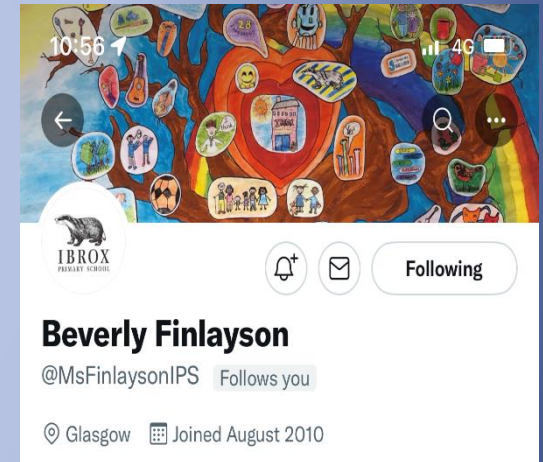 10:56 4G
IBROX
PRIMARY SCHOOL
Following
Beverly Finlayson
@MsFinlaysonIPS Follows you
Glasgow Joined August 2010